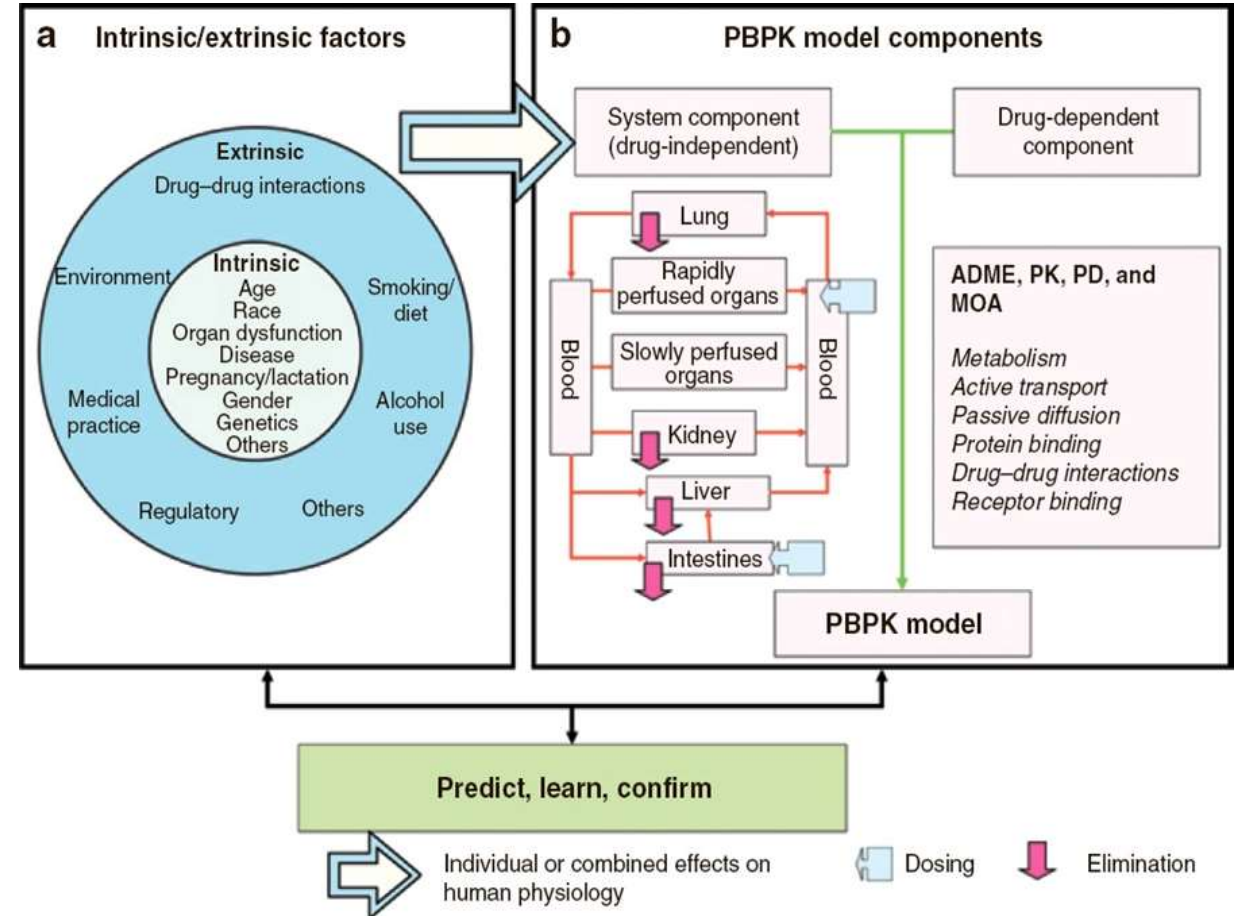 a Intrinsic/extrinsic factors
Extrinsic
Drug–drug interactions
Environment
Smoking/
diet
Medical
practice
Alcohol
use
Regulatory
Others
Intrinsic
Age
Race
Organ dysfunction
Disease
Pregnancy/lactation
Gender
Genetics
Others
b PBPK model components
System component
(drug-independent)
Drug-dependent
component
Lung
Rapidly
perfused organs
Slowly perfused
organs
Kidney
Liver
Intestines
Blood
Blood
ADME, PK, PD, and
MOA
Metabolism
Active transport
Passive diffusion
Protein binding
Drug–drug interactions
Receptor binding
PBPK model
Predict, learn, confirm
Individual or combined effects on
human physiology
Dosing
Elimination